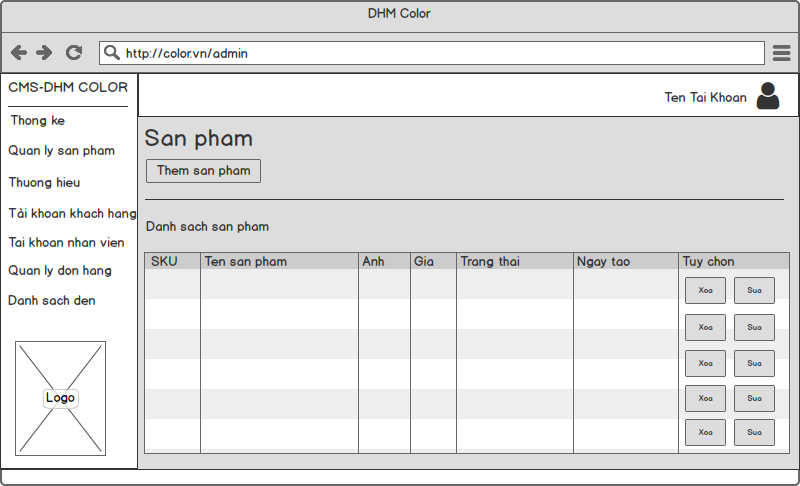 DHM Color
http://color.vn/admin
CMS-DHM COLOR
Thong ke
Quan ly san pham
Thuong hieu
Tài khoan khach hang
Tai khoan nhan vien
Quan ly don hang
Danh sach den
Logo
Ten Tai Khoan
San pham
Them san pham
Danh sach san pham
SKU Ten san pham Anh Gia Trang thai Ngay tao Tuy chon
Xoa Sua
Xoa Sua
Xoa Sua
Xoa Sua
Xoa Sua